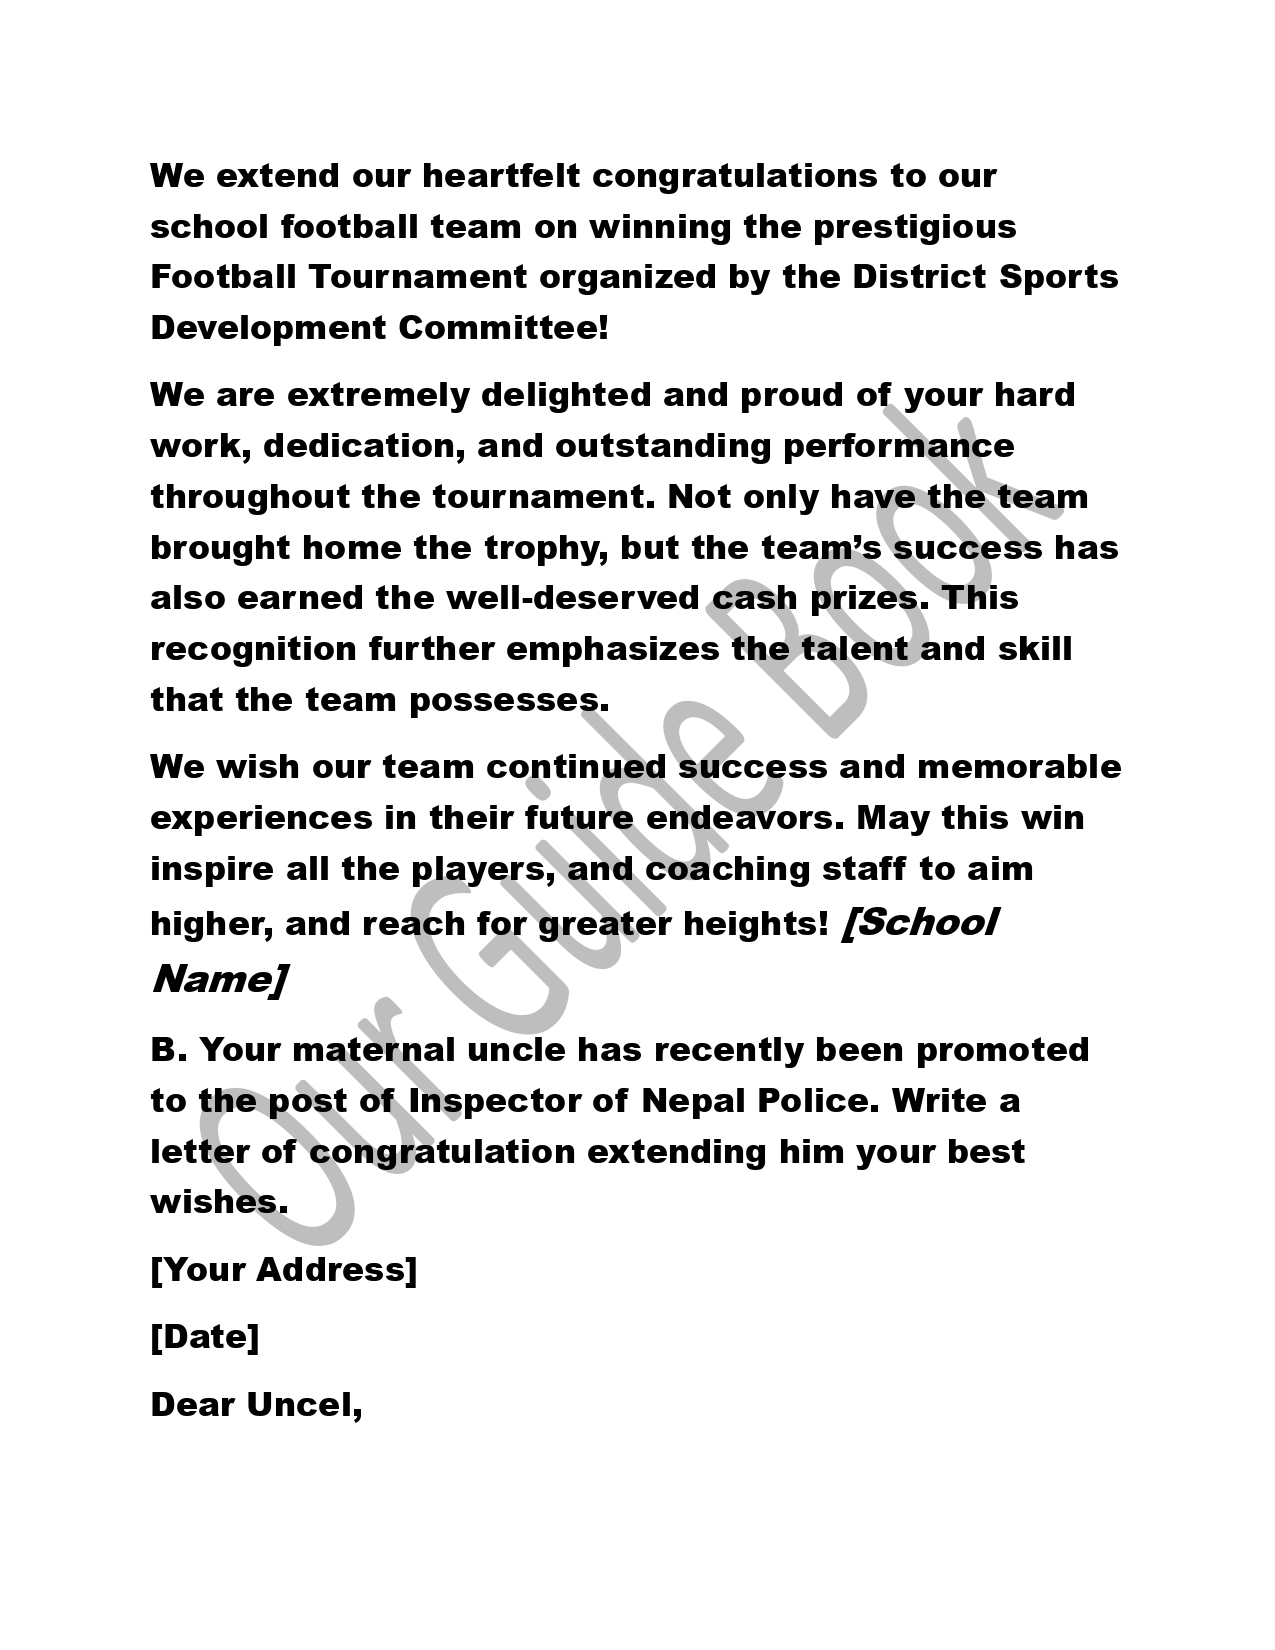 We extend our heartfelt congratulations to our
school football team on winning the prestigious
Football Tournament organized by the District Sports
Development Committee!
We are extremely delighted and proud of your hard
work, dedication, and outstanding performance
throughout the tournament. Not only have the team
brought home the trophy, but the team’s success has
also earned the well-deserved cash prizes. This
recognition further emphasizes the talent and skill
that the team possesses.
We wish our team continued success and memorable
experiences in their future endeavors. May this win
inspire all the players, and coaching staff to aim
higher, and reach for greater heights! [School
Name]
B. Your maternal uncle has recently been promoted
to the post of Inspector of Nepal Police. Write a
letter of congratulation extending him your best
wishes.
[Your Address]
[Date]
Dear Uncel,
Our Guide Book